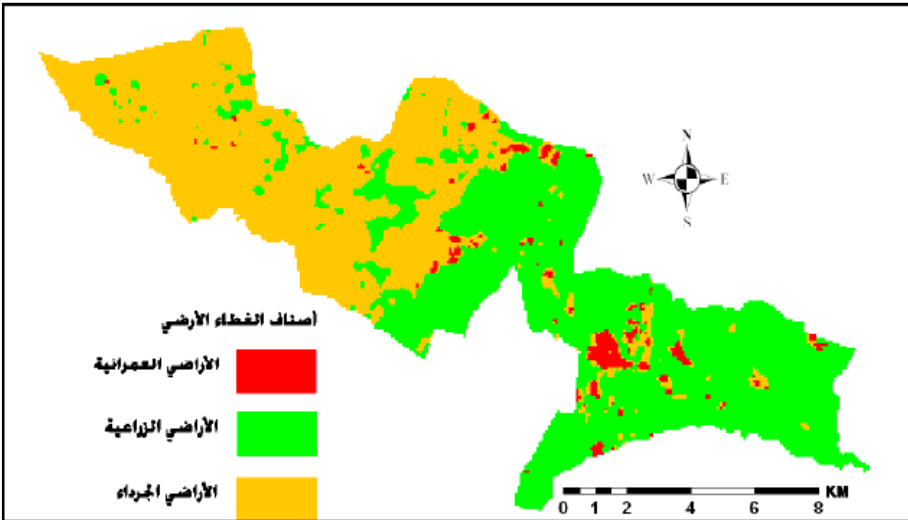 N
W E
S
أصناف الغطاء الأرضي
الأراضي العمرانية
الأراضي الزراعية
الأراضي الجرداء
KM
0 1 2 4 6 8